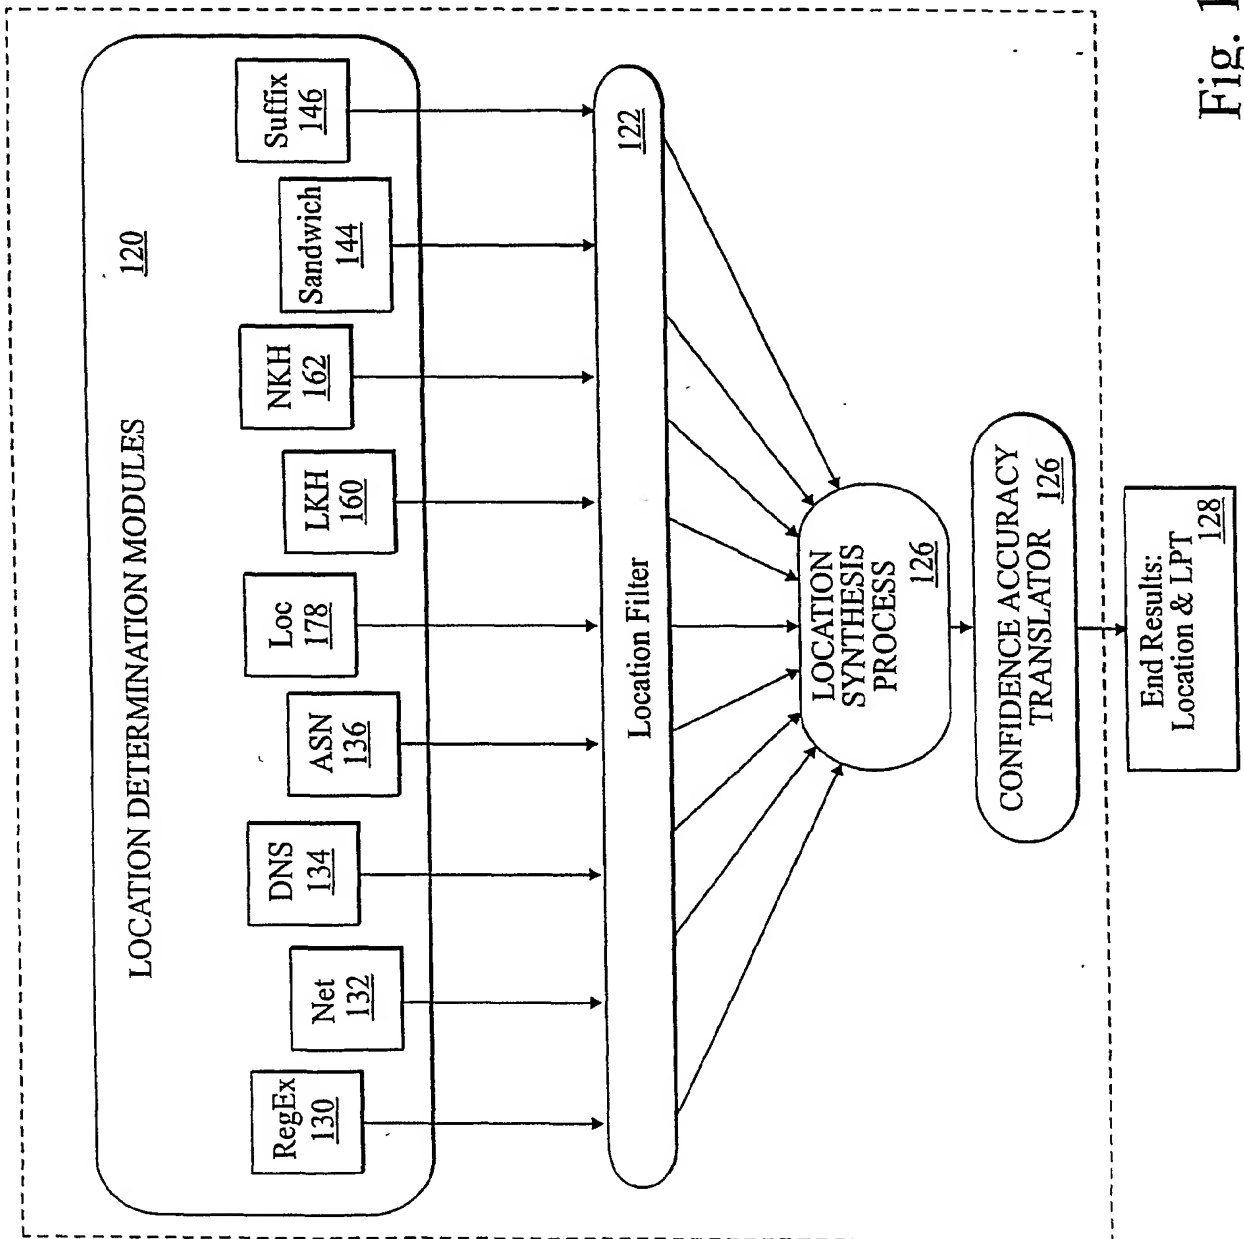 LOCATION DETERMINATION MODULES
120
RegEx
130
Net
132
DNS
134
ASN
136
Loc
178
LKH
160
NKH
162
Sandwich
144
Suffix
146
Location Filter
122
LOCATION
SYNTHESIS
PROCESS
126
CONFIDENCE ACCURACY
TRANSLATOR
126
End Results:
Location & LPT
128
Fig. 1